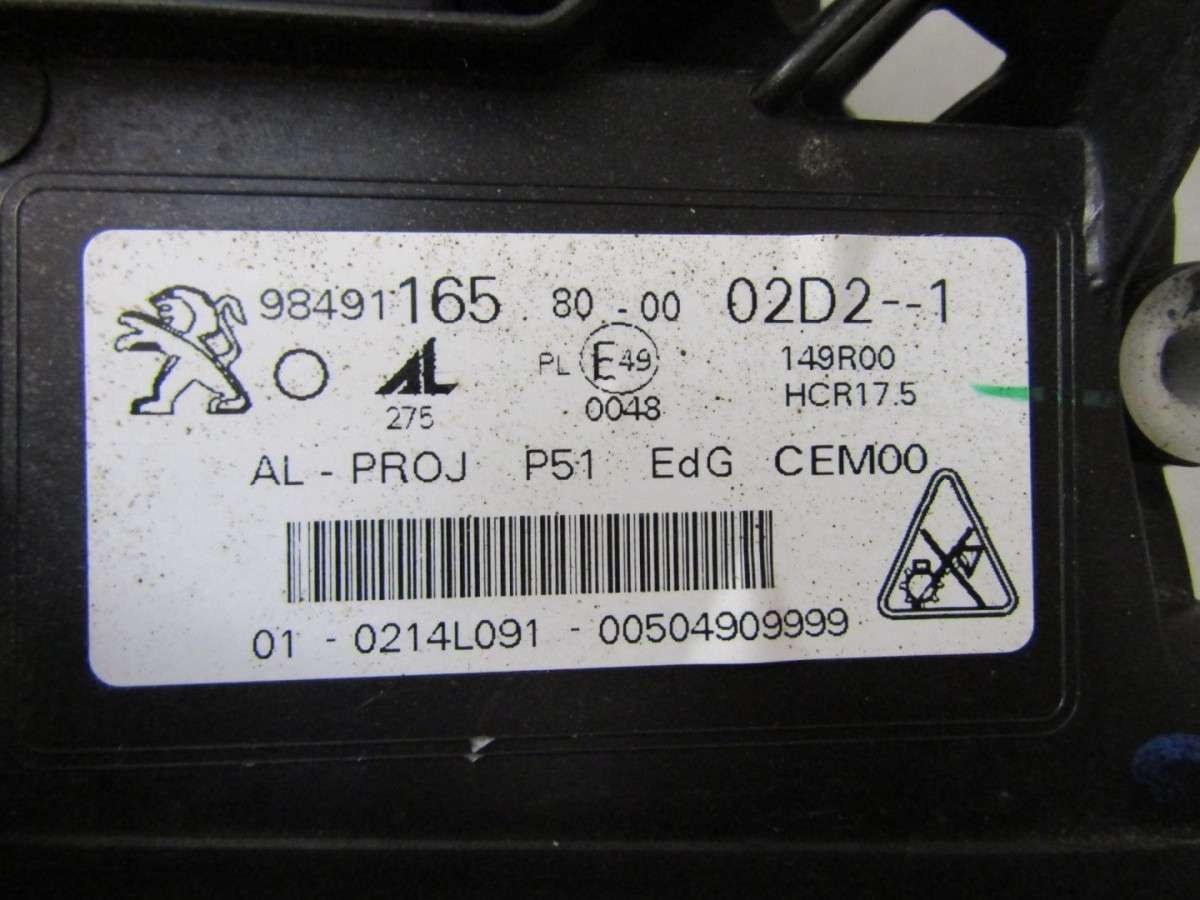 98491165 80-00 02D2--1
AL PL E49 149R00
275 0048 HCR17.5
AL - PROJ P51 EdG CEM00
01 - 0214L091 - 00504909999